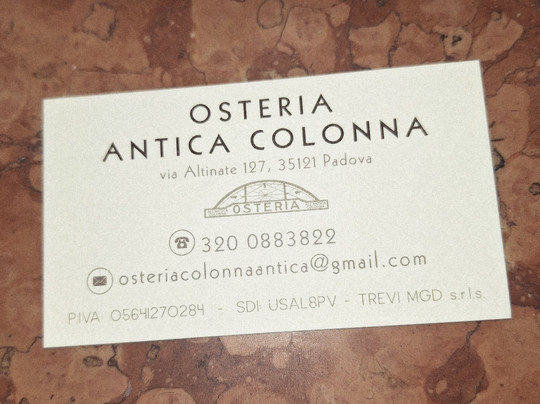 OSTERIA
ANTICA COLONNA
via Altinate 127, 35121 Padova
OSTERIA
320 0883822
osteriacolonnaantica@gmail.com
P.IVA 05641270284 - SDI USAL8PV - TREVI MGD s.r.l.s.